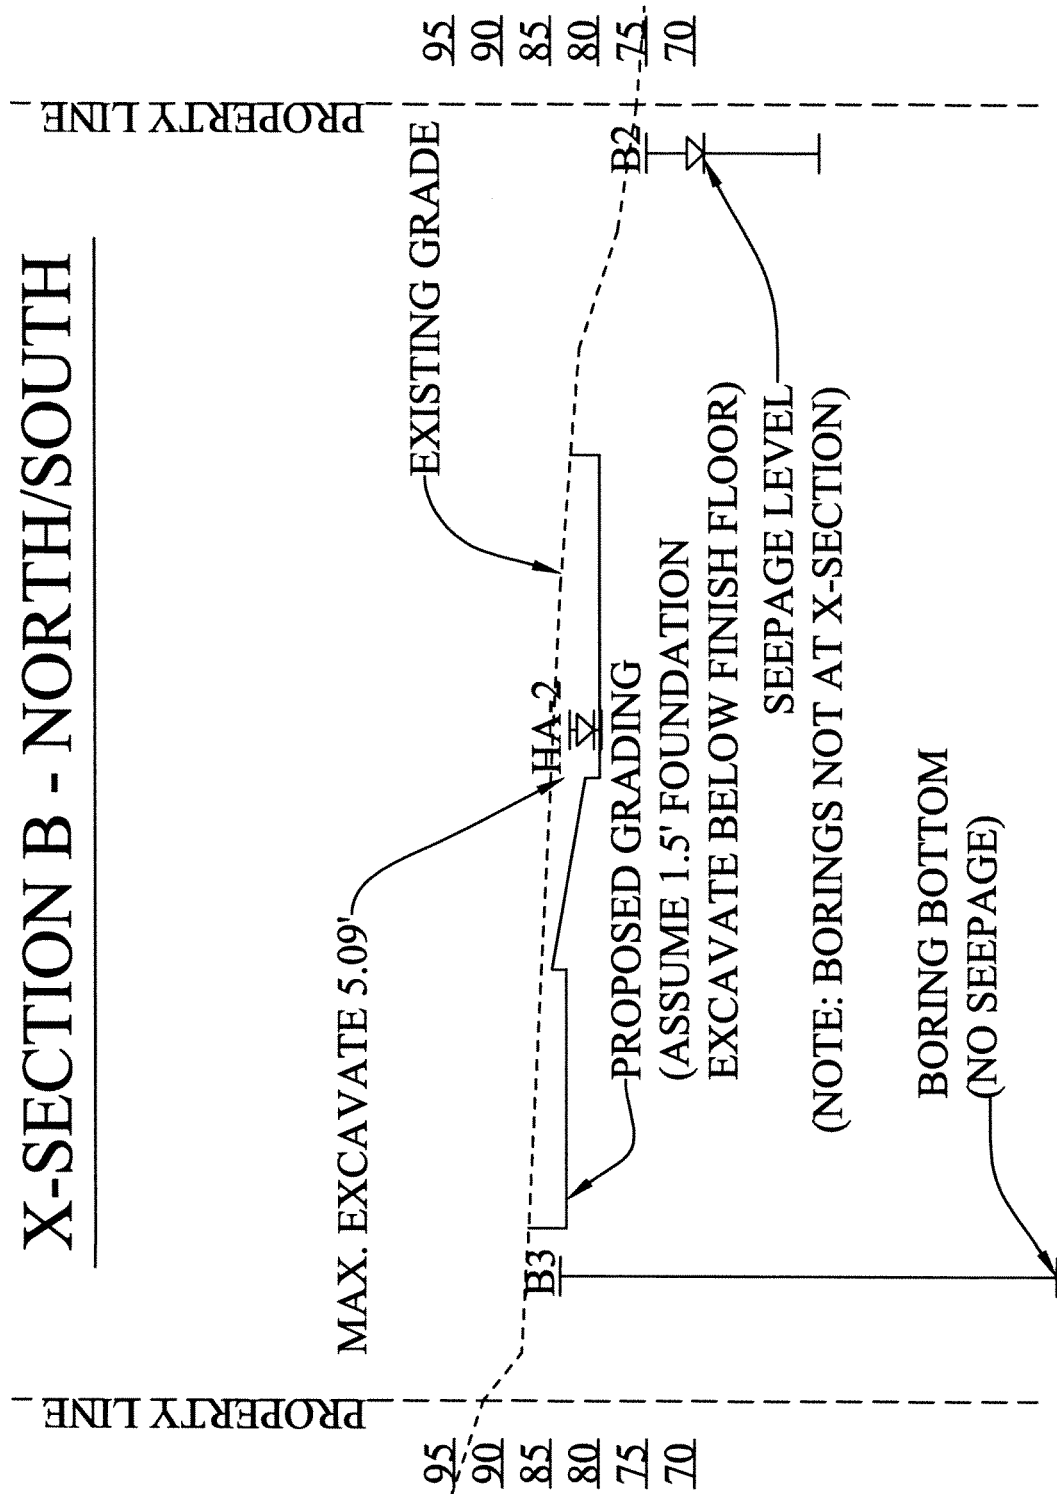 X-SECTION B - NORTH/SOUTH
PROPERTY LINE
PROPERTY LINE
95
90
85
80
75
70
95
90
85
80
75
70
MAX. EXCAVATE 5.09'
EXISTING GRADE
B3
HA 2
B2
PROPOSED GRADING
(ASSUME 1.5' FOUNDATION
EXCAVATE BELOW FINISH FLOOR)
SEEPAGE LEVEL
(NOTE: BORINGS NOT AT X-SECTION)
BORING BOTTOM
(NO SEEPAGE)